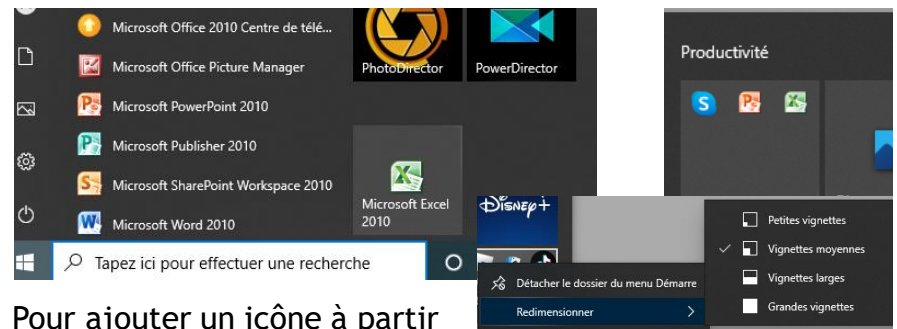 Microsoft Office 2010 Centre de télé...
Microsoft Office Picture Manager
Microsoft PowerPoint 2010
Microsoft Publisher 2010
Microsoft SharePoint Workspace 2010
Microsoft Word 2010
Tapez ici pour effectuer une recherche
PhotoDirector
PowerDirector
Microsoft Excel
2010
Productivité
Disney+
Détacher le dossier du menu Démarrer
Redimensionner
Petites vignettes
Vignettes moyennes
Vignettes larges
Grandes vignettes
Pour ajouter un icône à partir